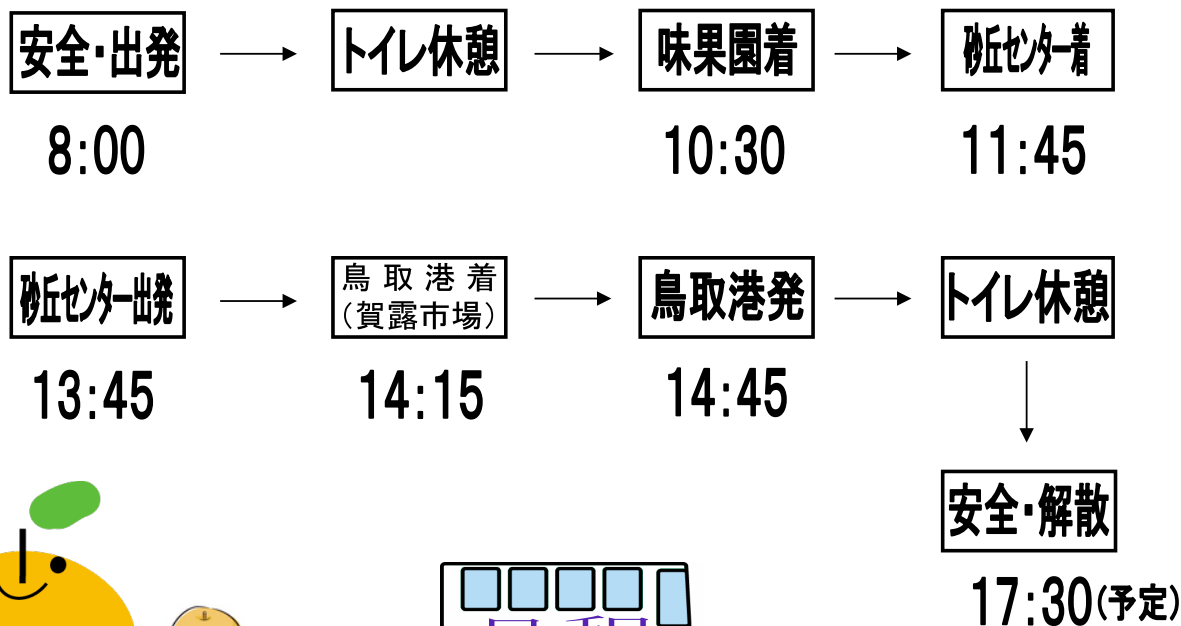 安全・出発 トイレ休憩 味果園着 砂丘センター着
8:00 10:30 11:45
砂丘センター出発 鳥取港着 鳥取港発 トイレ休憩
(賀露市場)
13:45 14:15 14:45
安全・解散
17:30(予定)
日程